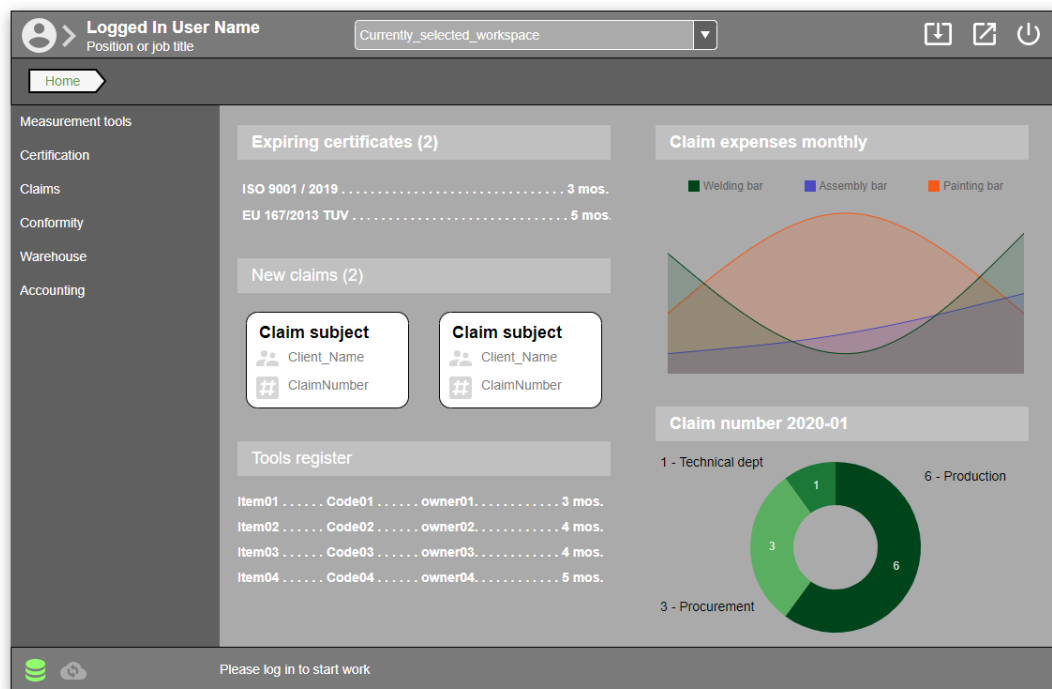 Logged In User Name
Position or job title
Currently_selected_workspace
Home
Measurement tools
Certification
Claims
Conformity
Warehouse
Accounting
Expiring certificates (2)
ISO 9001 / 2019 . . . . . . . . . . . . . . . . . . . . . . . . . . . . . . . 3 mos.
EU 167/2013 TUV . . . . . . . . . . . . . . . . . . . . . . . . . . . . . . 5 mos.
New claims (2)
Claim subject
Client_Name
ClaimNumber
Claim subject
Client_Name
ClaimNumber
Tools register
Item01 . . . . . . Code01 . . . . . . owner01. . . . . . . . . . . . 3 mos.
Item02 . . . . . . Code02 . . . . . . owner02. . . . . . . . . . . . 4 mos.
Item03 . . . . . . Code03 . . . . . . owner03. . . . . . . . . . . . 4 mos.
Item04 . . . . . . Code04 . . . . . . owner04. . . . . . . . . . . . 5 mos.
Claim expenses monthly
Welding bar Assembly bar Painting bar
Claim number 2020-01
1 - Technical dept
6 - Production
1
3
6
3 - Procurement
Please log in to start work